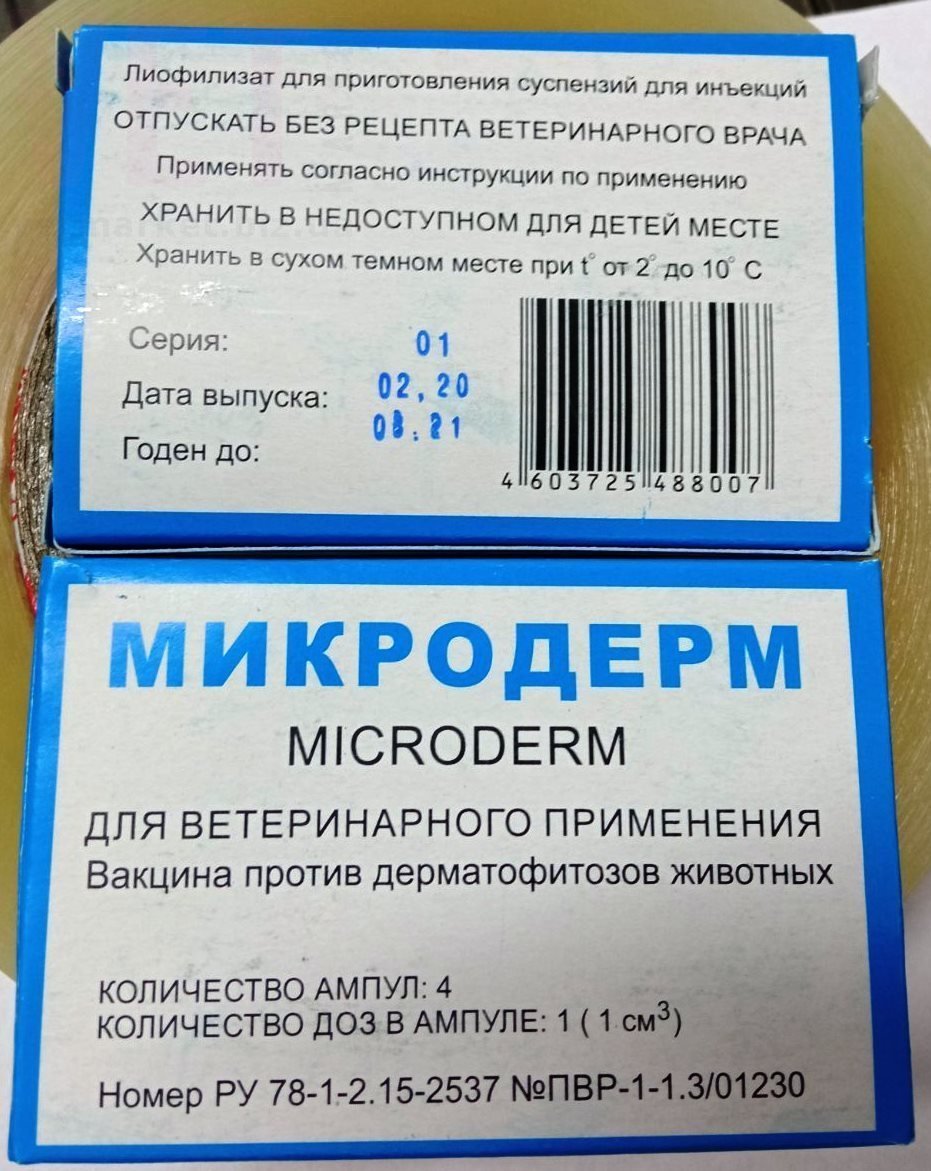 Лиофилизат для приготовления суспензий для инъекций
ОТПУСКАТЬ БЕЗ РЕЦЕПТА ВЕТЕРИНАРНОГО ВРАЧА
Применять согласно инструкции по применению
ХРАНИТЬ В НЕДОСТУПНОМ ДЛЯ ДЕТЕЙ МЕСТЕ
Хранить в сухом темном месте при t° от 2° до 10° С
Серия: 01
Дата выпуска: 02,20
Годен до: 08.21
4 603725 488007
МИКРОДЕРМ
MICRODERM
ДЛЯ ВЕТЕРИНАРНОГО ПРИМЕНЕНИЯ
Вакцина против дерматофитозов животных
КОЛИЧЕСТВО АМПУЛ: 4
КОЛИЧЕСТВО ДОЗ В АМПУЛЕ: 1 ( 1 см³)
Номер РУ 78-1-2.15-2537 №ПВР-1-1.3/01230